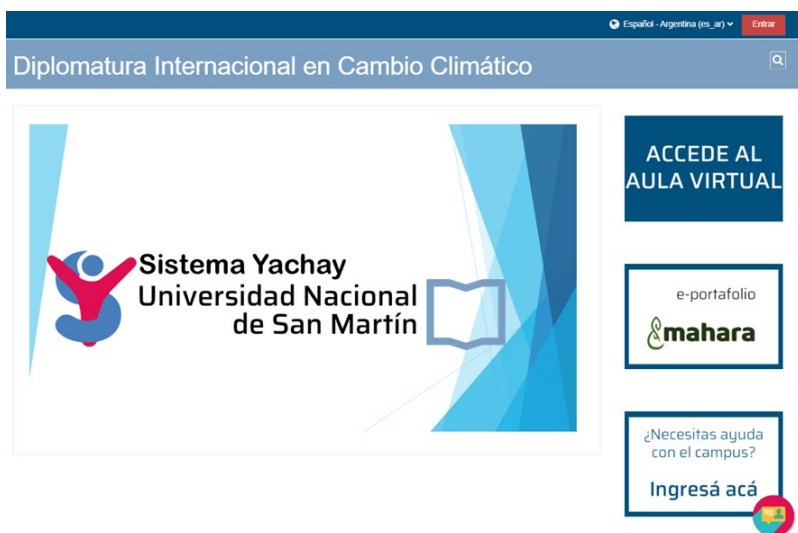 Español - Argentina (es_ar)
Entrar
Diplomatura Internacional en Cambio Climático
Sistema Yachay
Universidad Nacional
de San Martín
ACCEDE AL
AULA VIRTUAL
e-portafolio
mahara
¿Necesitas ayuda
con el campus?
Ingresá acá